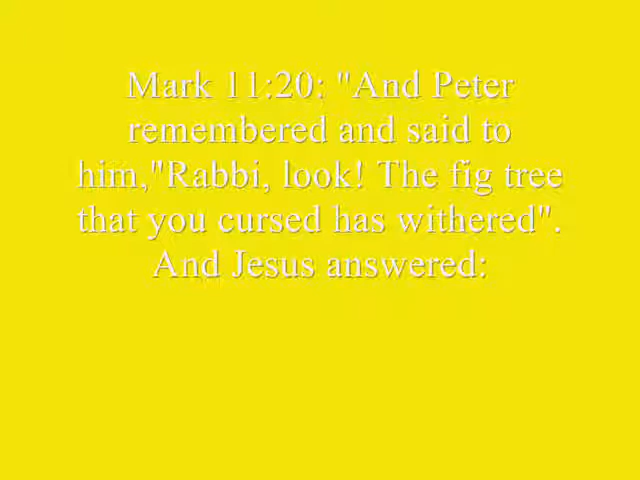 Mark 11:20: "And Peter
remembered and said to
him,"Rabbi, look! The fig tree
that you cursed has withered".
And Jesus answered: